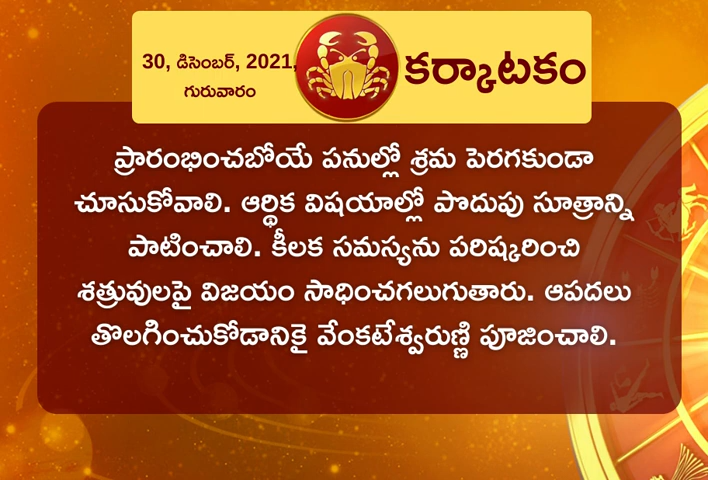 30, డిసెంబర్, 2021,
గురువారం
కర్కాటకం
ప్రారంభించబోయే పనుల్లో శ్రమ పెరగకుండా
చూసుకోవాలి. ఆర్థిక విషయాల్లో పొదుపు సూత్రాన్ని
పాటించాలి. కీలక సమస్యను పరిష్కరించి
శత్రువులపై విజయం సాధించగలుగుతారు. ఆపదలు
తొలగించుకోడానికై వేంకటేశ్వరుణ్ణి పూజించాలి.